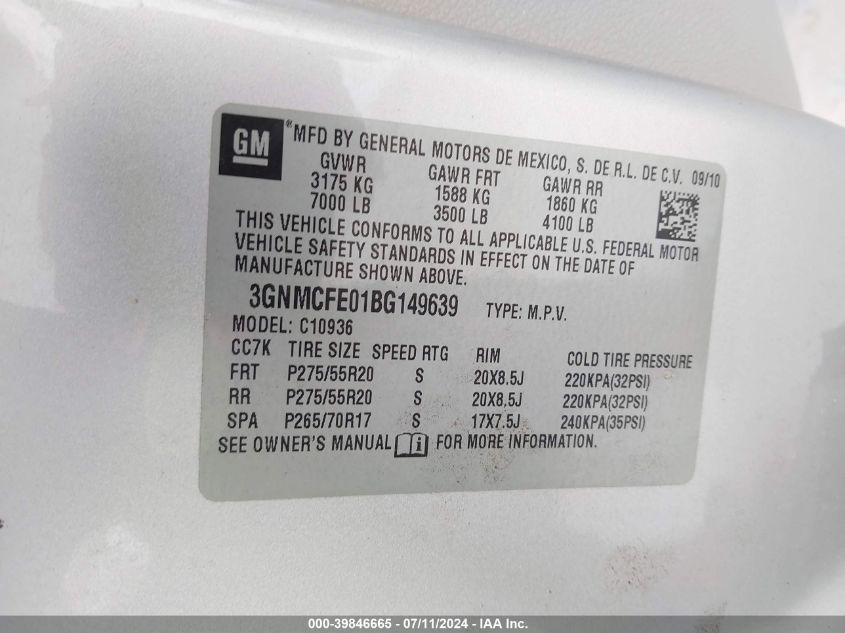 GM
® MFD BY GENERAL MOTORS DE MEXICO, S. DE R.L. DE C.V. 09/10
GVWR GAWR FRT GAWR RR
3175 KG 1588 KG 1860 KG
7000 LB 3500 LB 4100 LB
THIS VEHICLE CONFORMS TO ALL APPLICABLE U.S. FEDERAL MOTOR
VEHICLE SAFETY STANDARDS IN EFFECT ON THE DATE OF
MANUFACTURE SHOWN ABOVE.
3GNMCFE01BG149639 TYPE: M.P.V.
MODEL: C10936
CC7K TIRE SIZE SPEED RTG RIM COLD TIRE PRESSURE
FRT P275/55R20 S 20X8.5J 220KPA(32PSI)
RR P275/55R20 S 20X8.5J 220KPA(32PSI)
SPA P265/70R17 S 17X7.5J 240KPA(35PSI)
SEE OWNER'S MANUAL i FOR MORE INFORMATION.
000-39846665 - 07/11/2024 - IAAI Inc.